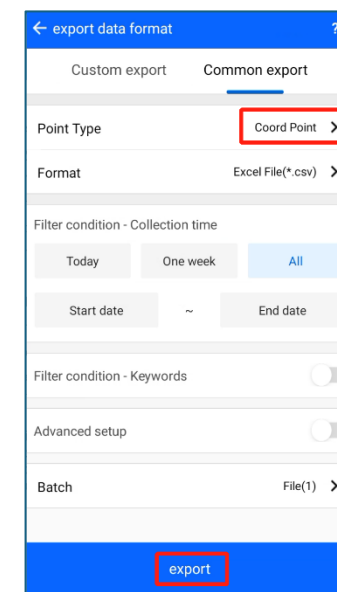 ← export data format ?
Custom export Common export
Point Type Coord Point >
Format Excel File(*.csv) >
Filter condition - Collection time
Today One week All
Start date ~ End date
Filter condition - Keywords
Advanced setup
Batch File(1) >
export